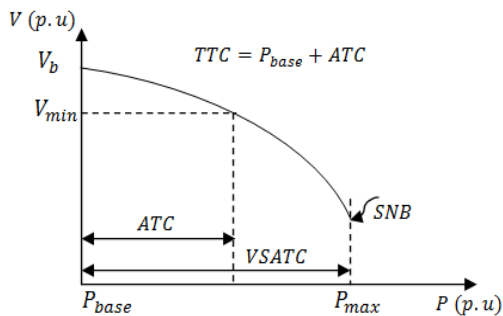 V (p.u)
V_b
TTC = P_base + ATC
V_min
SNB
ATC
VSATC
P_base P_max P (p.u)